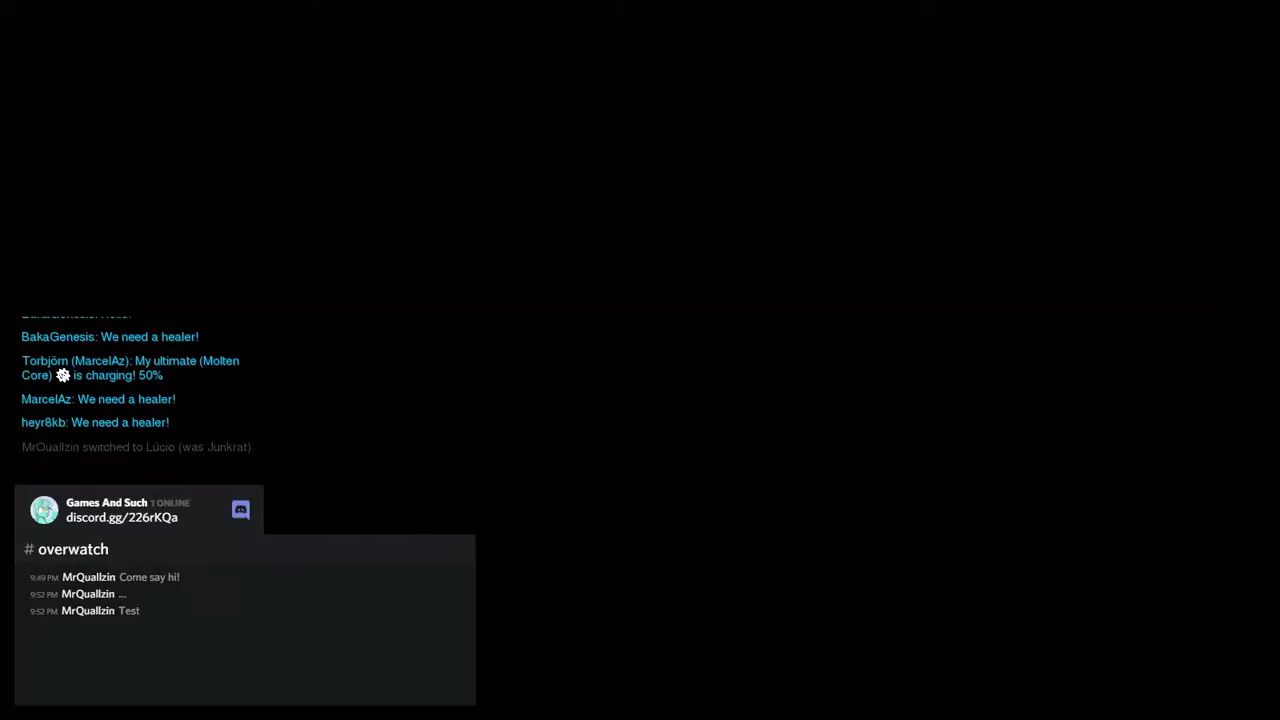 BakaGenesis: We need a healer!
Torbjörn (MarcelAz): My ultimate (Molten
Core) is charging! 50%
MarcelAz: We need a healer!
heyr8kb: We need a healer!
MrQuallzin switched to Lúcio (was Junkrat).
Games And Such 1 ONLINE
discord.gg/226rKQa
# overwatch
9:49 PM MrQuallzin Come say hi!
9:52 PM MrQuallzin ...
9:52 PM MrQuallzin Test